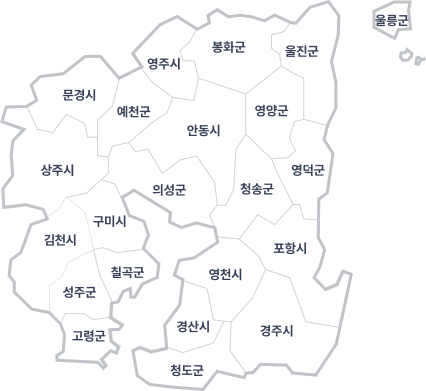 울릉군
봉화군
울진군
영주시
문경시
예천군
영양군
안동시
상주시
영덕군
의성군
청송군
구미시
김천시
포항시
칠곡군
영천시
성주군
경산시
경주시
고령군
청도군